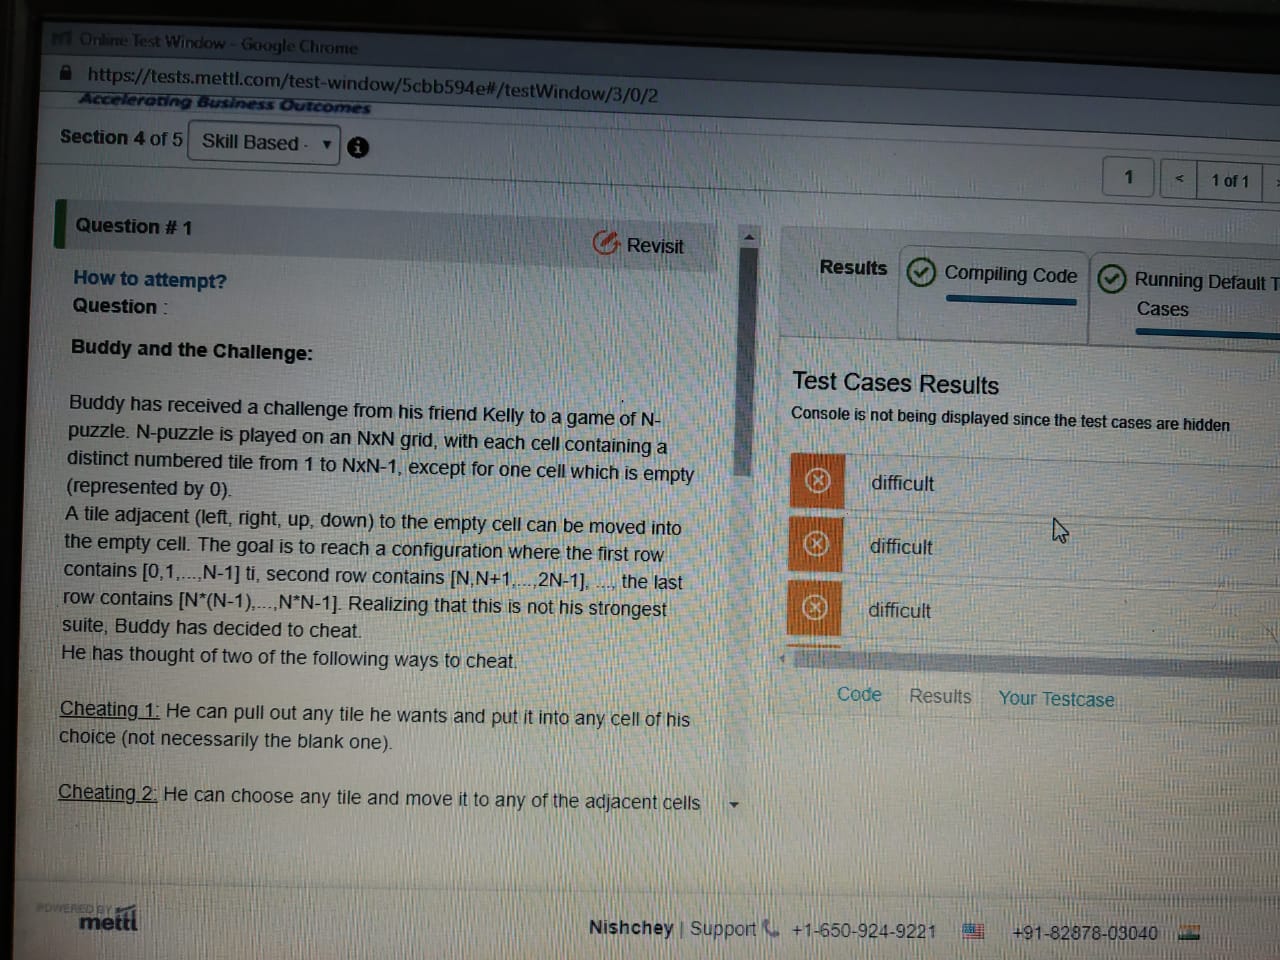 Online Test Window - Google Chrome
https://tests.mettl.com/test-window/5cbb594e#/testWindow/3/0/2
Accelerating Business Outcomes
Section 4 of 5 Skill Based -
1 < 1 of 1
Question # 1
Revisit
How to attempt?
Question :
Buddy and the Challenge:
Buddy has received a challenge from his friend Kelly to a game of N-
puzzle. N-puzzle is played on an NxN grid, with each cell containing a
distinct numbered tile from 1 to NxN-1, except for one cell which is empty
(represented by 0).
A tile adjacent (left, right, up, down) to the empty cell can be moved into
the empty cell. The goal is to reach a configuration where the first row
contains [0,1,...,N-1] ti, second row contains [N,N+1,...,2N-1], ..., the last
row contains [N*(N-1),...,N*N-1]. Realizing that this is not his strongest
suite, Buddy has decided to cheat.
He has thought of two of the following ways to cheat.
Cheating 1: He can pull out any tile he wants and put it into any cell of his
choice (not necessarily the blank one).
Cheating 2: He can choose any tile and move it to any of the adjacent cells
Results
Compiling Code
Running Default T
Cases
Test Cases Results
Console is not being displayed since the test cases are hidden
difficult
difficult
difficult
Code Results Your Testcase
POWERED BY
mettl
Nishchey | Support +1-650-924-9221 +91-82878-03040